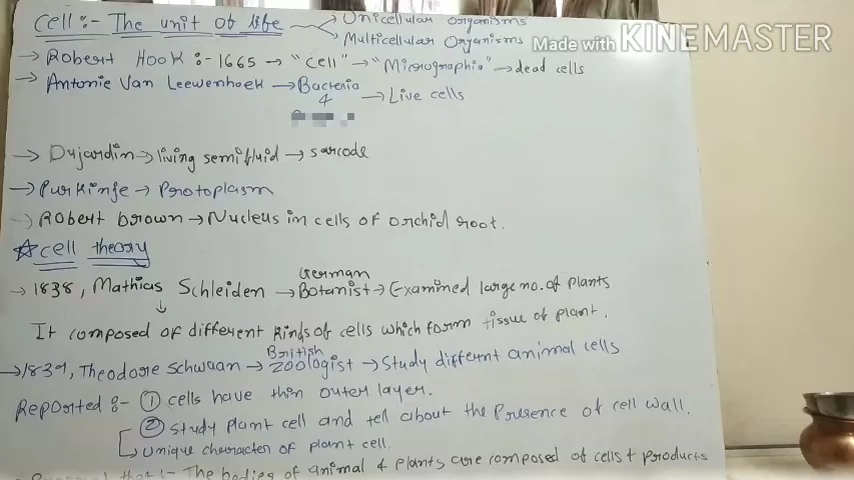 Cell :- The unit of life
Unicellular organisms
Multicellular Organisms
Made with KINEMASTER
→ Robert Hook :- 1665 → "cell" → "Micrographia" → dead cells
→ Antonie Van Leewenhoek → Bacteria
& → Live cells
→ Dujardin → living semifluid → sarcode
→ Purkinje → Protoplasm
→ Robert brown → Nucleus in cells of orchid root.
☆ cell theory
→ 1838, Mathias Schleiden → German Botanist → Examined large no. of plants
↓
It composed of different kinds of cells which form tissue of plant.
→ 1839, Theodore Schwaan → British zoologist → Study different animal cells
Reported :- ① cells have thin outer layer.
② Study plant cell and tell about the Presence of cell wall.
↳ Unique character of plant cell.
that :- The bodies of animal & plants are composed of cells & products